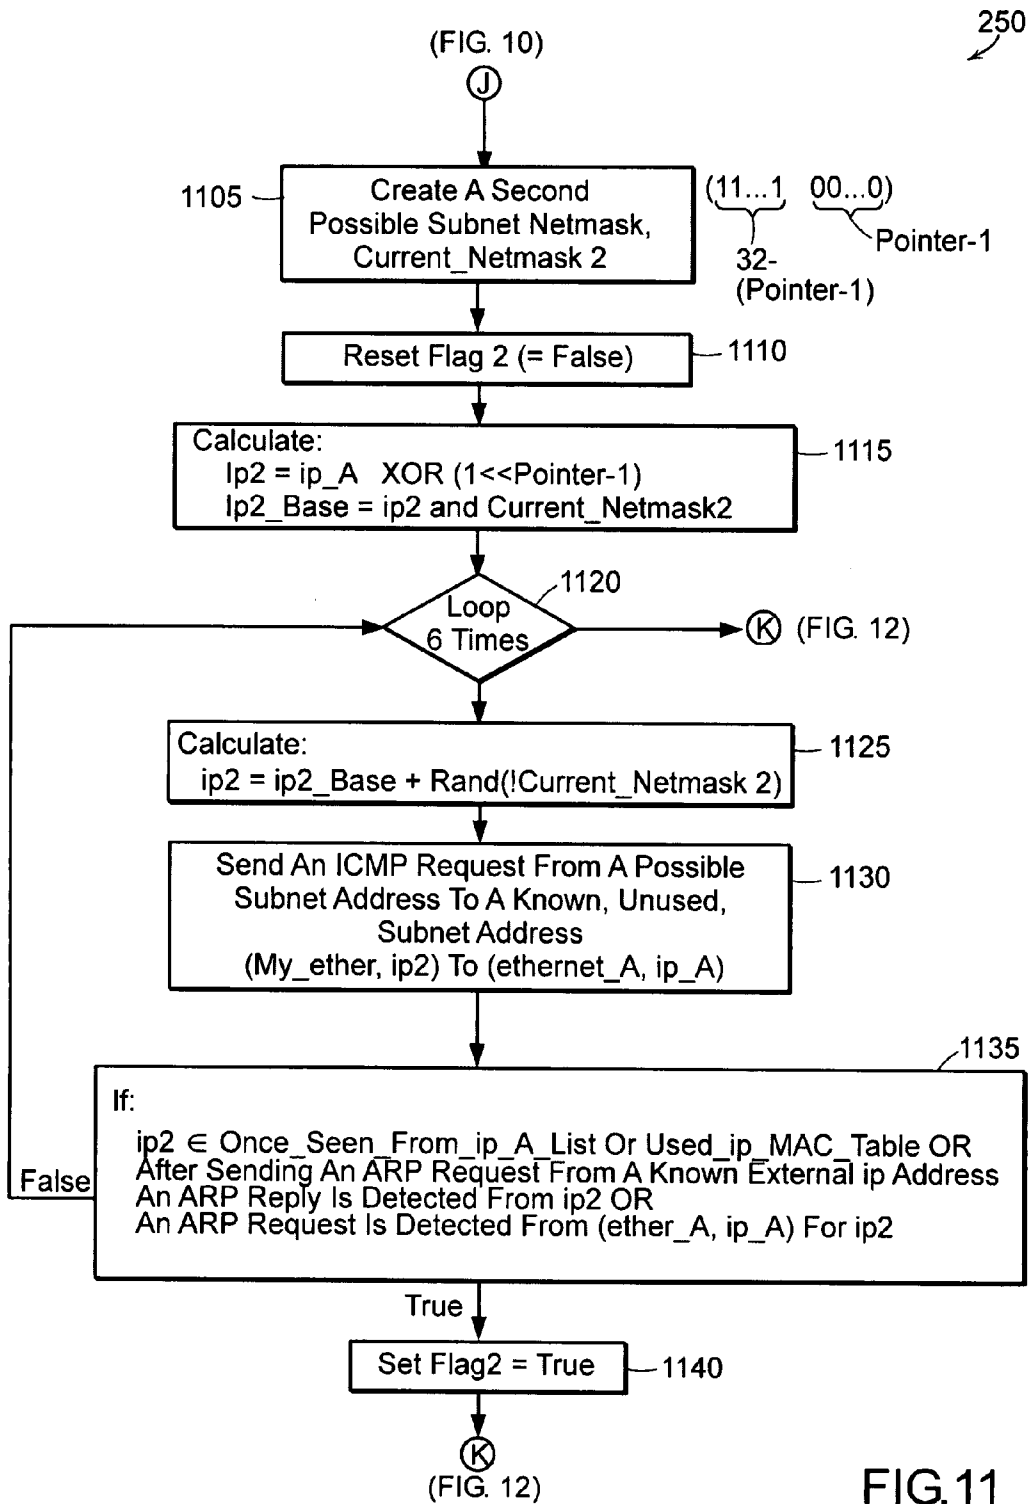 250
(FIG. 10)
J
1105
Create A Second
Possible Subnet Netmask,
Current_Netmask 2
(11...1 00...0)
Pointer-1
32-
(Pointer-1)
Reset Flag 2 (= False)
1110
Calculate:
Ip2 = ip_A XOR (1<<Pointer-1)
Ip2_Base = ip2 and Current_Netmask2
1115
1120
Loop
6 Times
K (FIG. 12)
Calculate:
ip2 = ip2_Base + Rand(!Current_Netmask 2)
1125
Send An ICMP Request From A Possible
Subnet Address To A Known, Unused,
Subnet Address
(My_ether, ip2) To (ethernet_A, ip_A)
1130
1135
If:
ip2 ∈ Once_Seen_From_ip_A_List Or Used_ip_MAC_Table OR
After Sending An ARP Request From A Known External ip Address
An ARP Reply Is Detected From ip2 OR
An ARP Request Is Detected From (ether_A, ip_A) For ip2
False
True
Set Flag2 = True
1140
K
(FIG. 12)
FIG.11